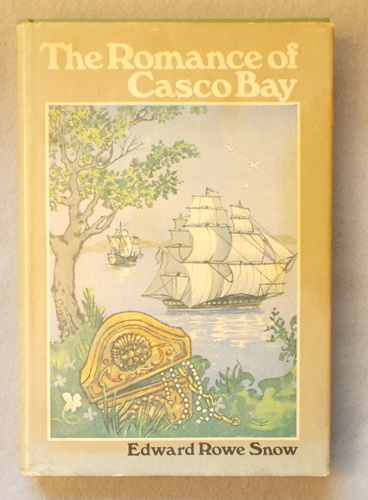 The Romance of
Casco Bay
Edward Rowe Snow